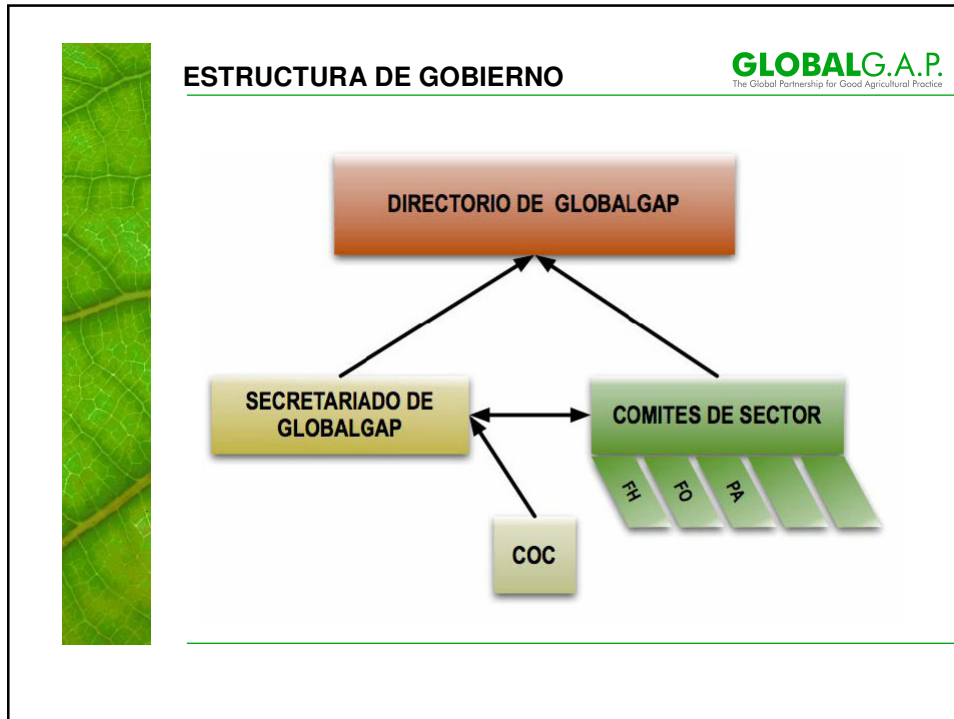 ESTRUCTURA DE GOBIERNO
GLOBALG.A.P.
The Global Partnership for Good Agricultural Practice
DIRECTORIO DE GLOBALGAP
SECRETARIADO DE
GLOBALGAP
COMITES DE SECTOR
FH
FO
PA
COC